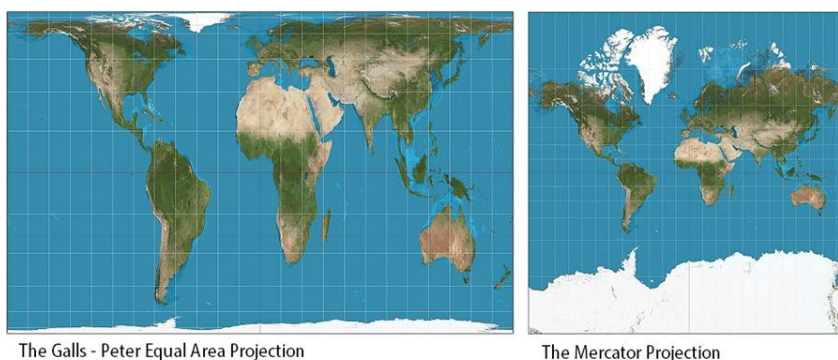 The Galls - Peter Equal Area Projection
The Mercator Projection